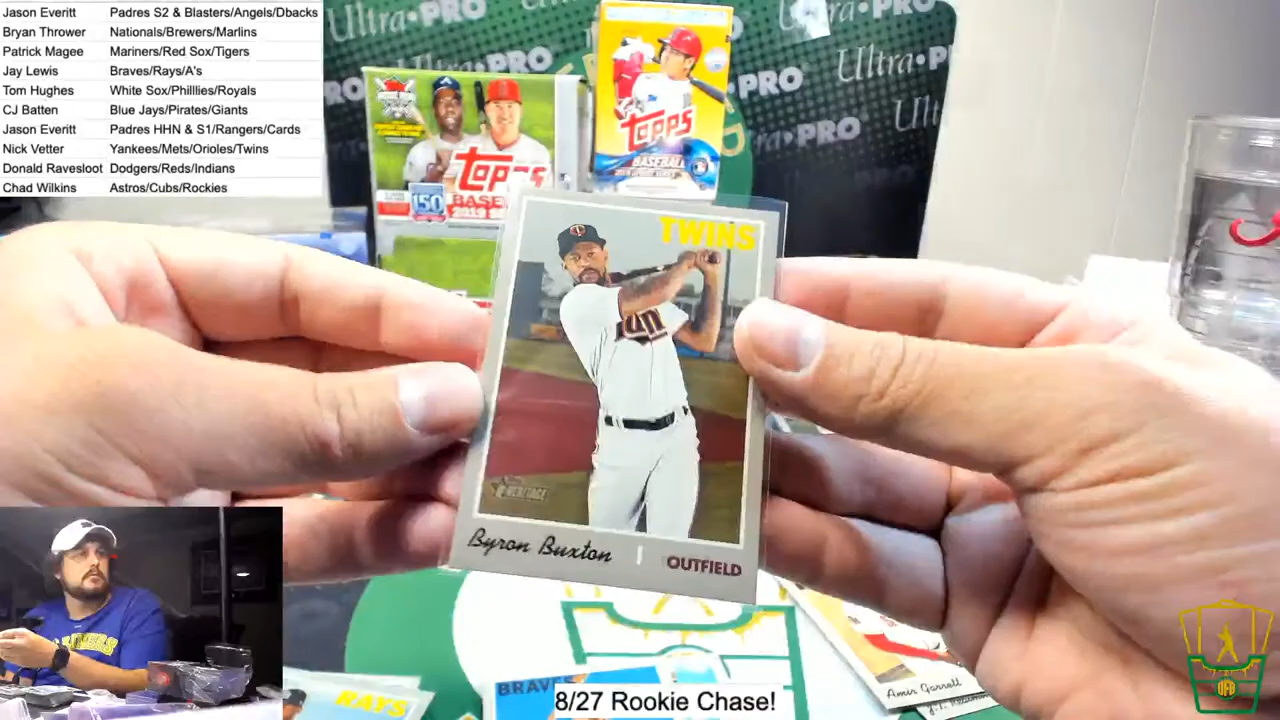 Jason Everitt Padres S2 & Blasters/Angels/Dbacks
Bryan Thrower Nationals/Brewers/Marlins
Patrick Magee Mariners/Red Sox/Tigers
Jay Lewis Braves/Rays/A's
Tom Hughes White Sox/Philllies/Royals
CJ Batten Blue Jays/Pirates/Giants
Jason Everitt Padres HHN & S1/Rangers/Cards
Nick Vetter Yankees/Mets/Orioles/Twins
Donald Ravesloot Dodgers/Reds/Indians
Chad Wilkins Astros/Cubs/Rockies
Ultra•PRO
Ultra•PRO
Ultra•PRO
Topps
BASEBALL
Topps
150
BASE
2019
TWINS
HERITAGE
Byron Buxton
OUTFIELD
Amir Garrett
RAYS
BRAVES
8/27 Rookie Chase!